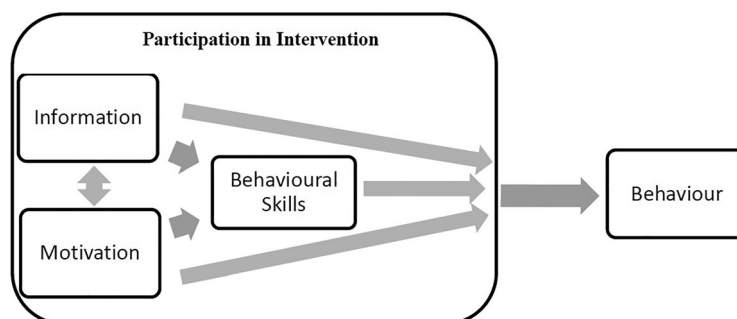 Participation in Intervention
Information
Behavioural
Skills
Motivation
Behaviour